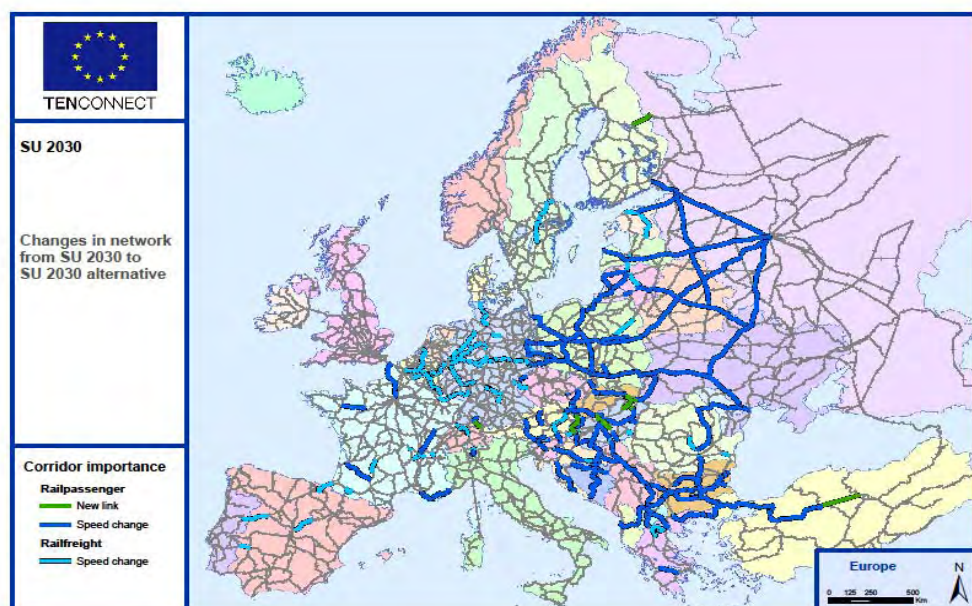 TENCONNECT
SU 2030
Changes in network
from SU 2030 to
SU 2030 alternative
Corridor importance
Railpassenger
New link
Speed change
Railfreight
Speed change
Europe
N
0 125 250 500
Km